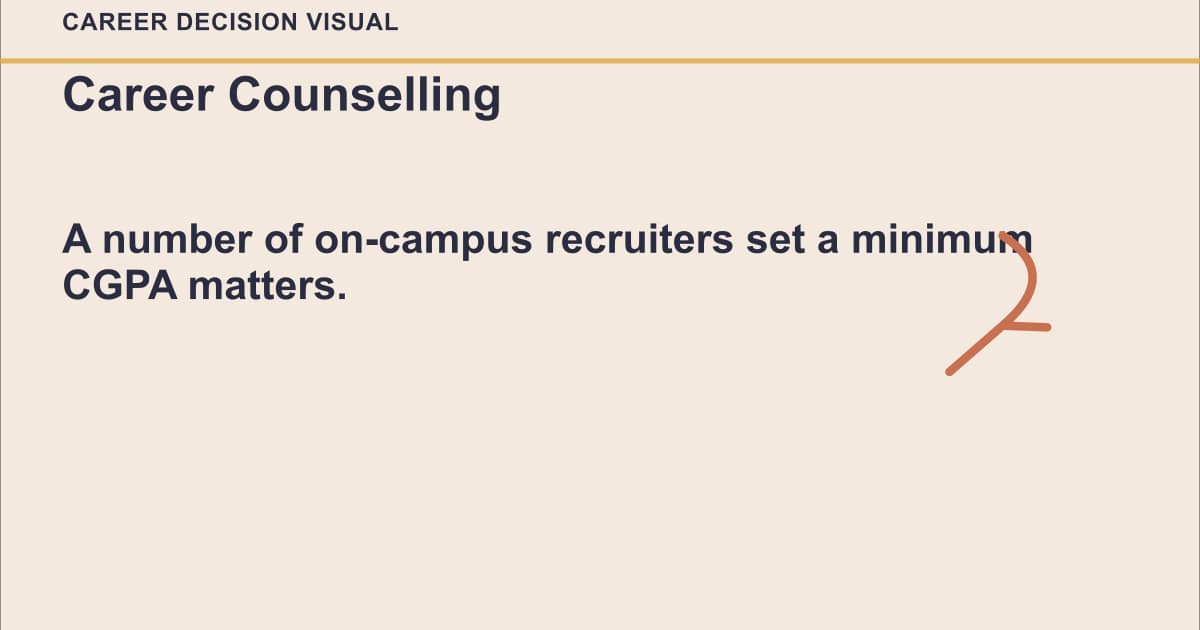 CAREER DECISION VISUAL
Career Counselling
A number of on-campus recruiters set a minimum
CGPA matters.